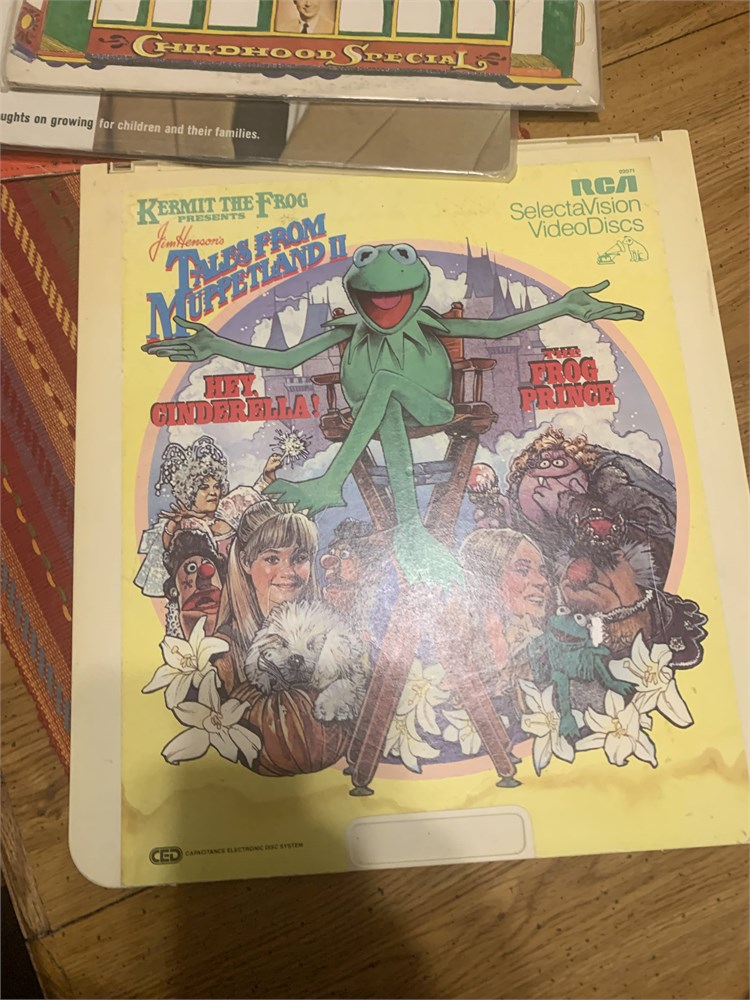 CHILDHOOD SPECIAL
ughts on growing for children and their families.
KERMIT THE FROG
PRESENTS
Jim Henson's
TALES FROM
MUPPETLAND II
RCA
SelectaVision
VideoDiscs
HEY,
CINDERELLA!
THE
FROG
PRINCE
CED CAPACITANCE ELECTRONIC DISC SYSTEM